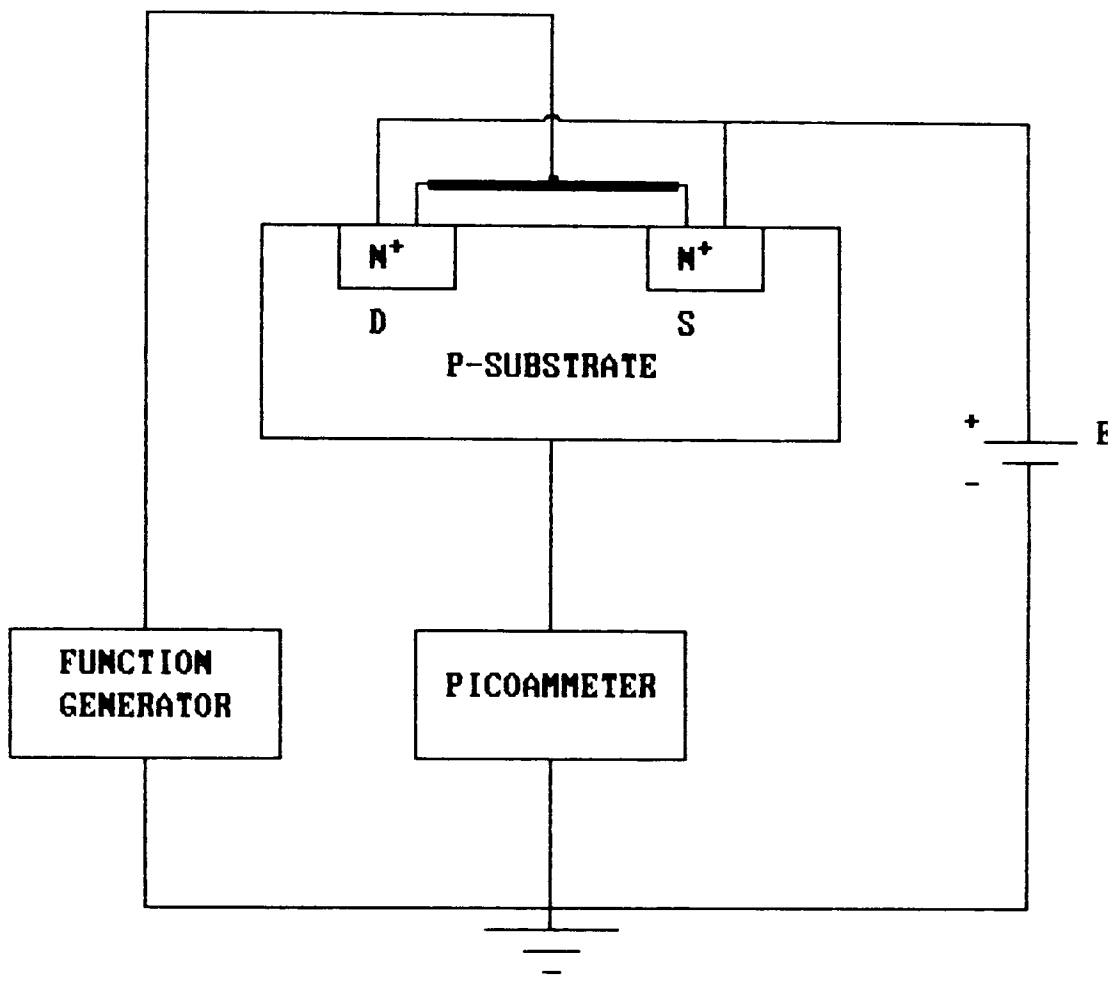 N+
N+
D
S
P-SUBSTRATE
+
E
-
FUNCTION
GENERATOR
PICOAMMETER